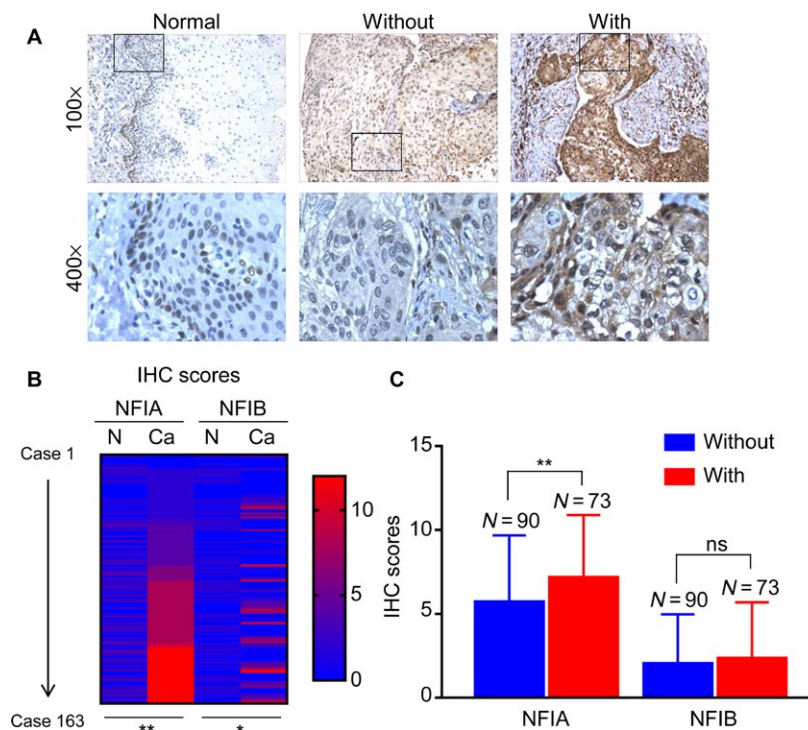 A
Normal
Without
With
100×
400×
B
IHC scores
NFIA
NFIB
N
Ca
N
Ca
Case 1
Case 163
10
5
0
**
*
C
15
10
5
0
IHC scores
Without
With
**
N = 90
N = 73
ns
N = 90
N = 73
NFIA
NFIB